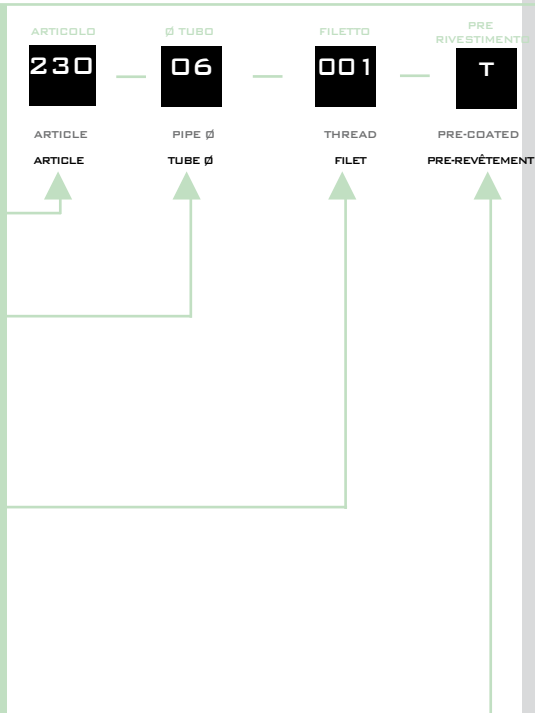 ARTICOLO Ø TUBO FILETTO PRE RIVESTIMENTO
230 — 06 — 001 — T
ARTICLE PIPE Ø THREAD PRE-COATED
ARTICLE TUBE Ø FILET PRE-REVÊTEMENT